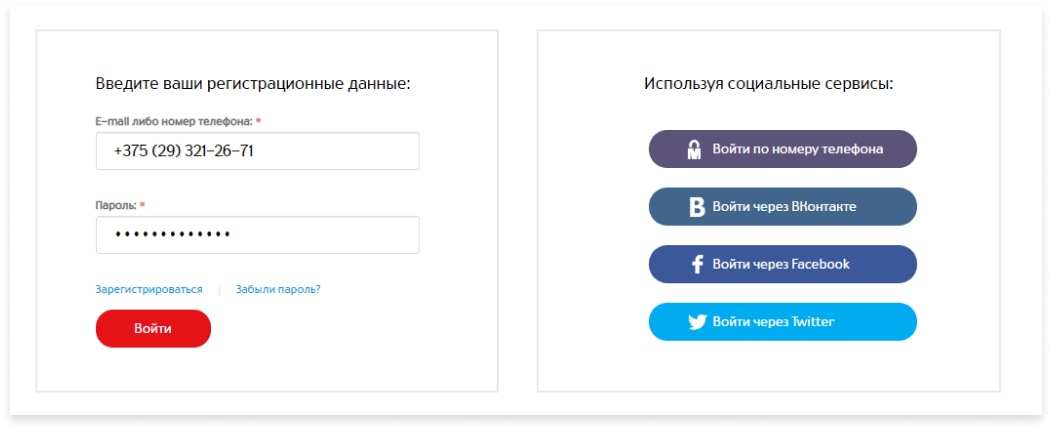 Введите ваши регистрационные данные:
E-mall либо номер телефона: *
+375 (29) 321-26-71
Пароль: *
•••••••••••••
Зарегистрироваться | Забыли пароль?
Войти
Используя социальные сервисы:
Войти по номеру телефона
Войти через ВКонтакте
Войти через Facebook
Войти через Twitter